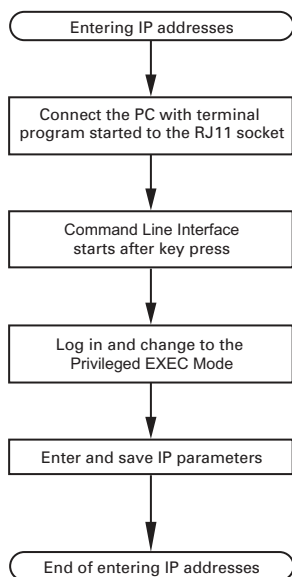 Entering IP addresses
Connect the PC with terminal
program started to the RJ11 socket
Command Line Interface
starts after key press
Log in and change to the
Privileged EXEC Mode
Enter and save IP parameters
End of entering IP addresses